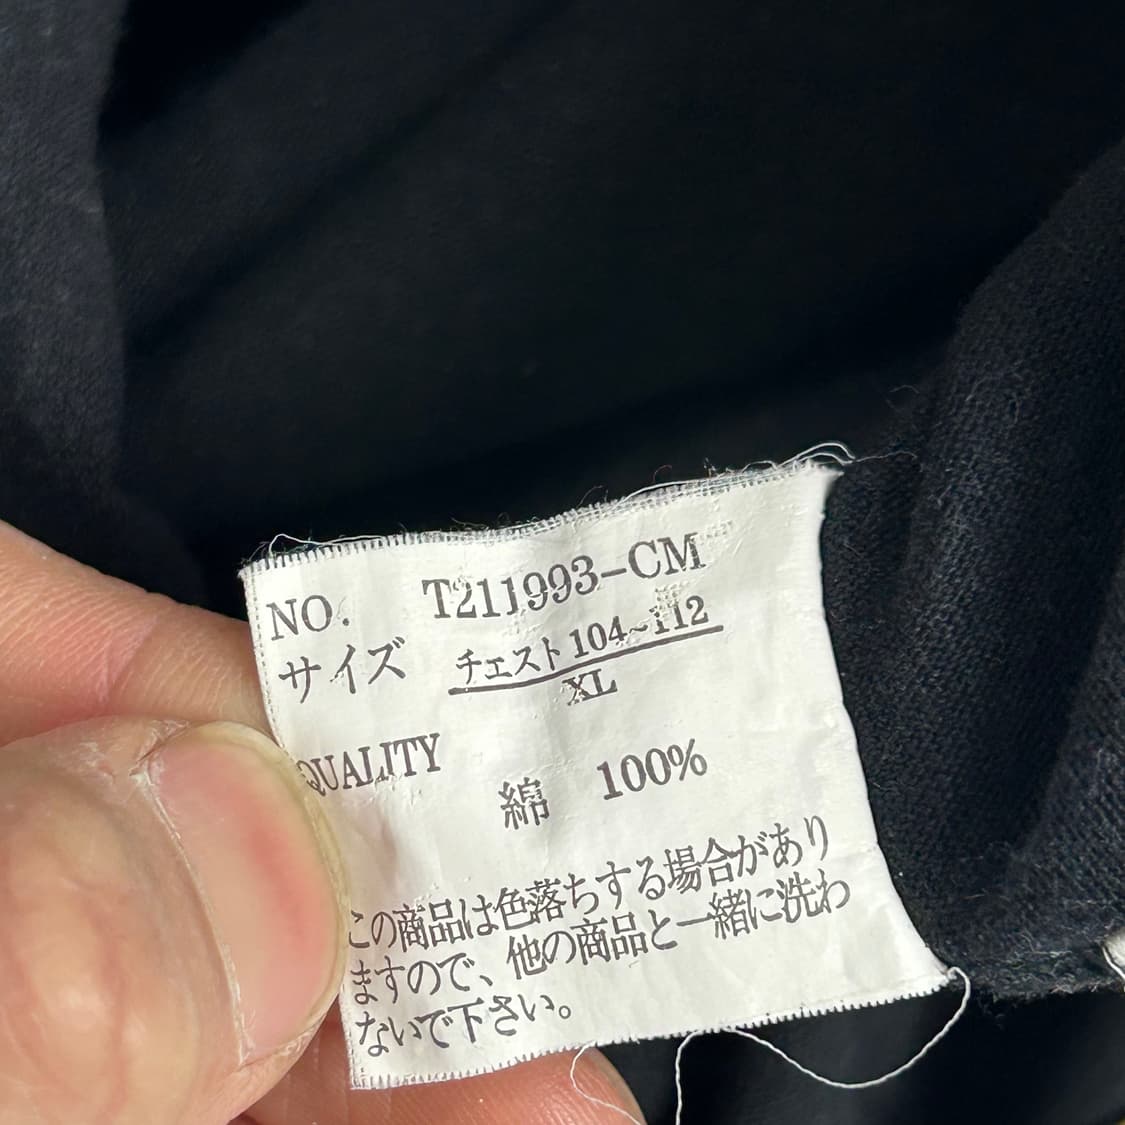 NO. T211993-CM
サイズ チェスト 104~112
XL
QUALITY
綿 100%
この商品は色落ちする場合があり
ますので、他の商品と一緒に洗わ
ないで下さい。